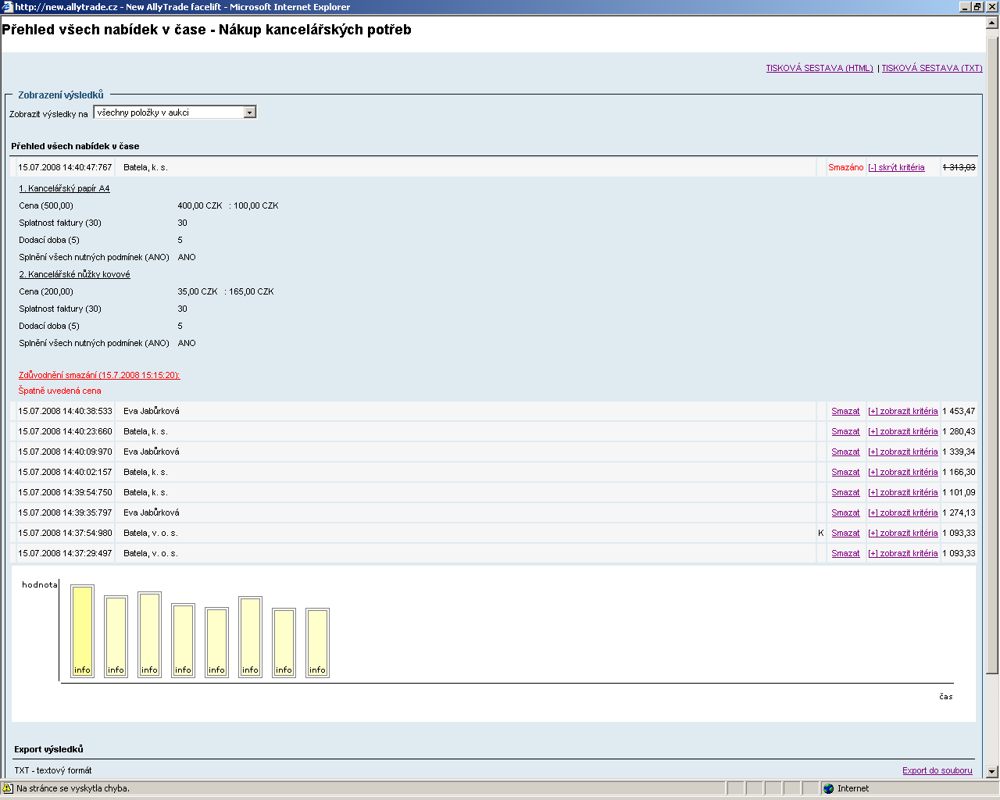 http://new.allytrade.cz - New AllyTrade facelift - Microsoft Internet Explorer
Přehled všech nabídek v čase - Nákup kancelářských potřeb
TISKOVÁ SESTAVA (HTML) | TISKOVÁ SESTAVA (TXT)
Zobrazení výsledků
Zobrazit výsledky na všechny položky v aukci
Přehled všech nabídek v čase
15.07.2008 14:40:47:767 Batela, k. s. Smazáno [-] skrýt kritéria 1 313,03
1. Kancelářský papír A4
Cena (500,00) 400,00 CZK : 100,00 CZK
Splatnost faktury (30) 30
Dodací doba (5) 5
Splnění všech nutných podmínek (ANO) ANO
2. Kancelářské nůžky kovové
Cena (200,00) 35,00 CZK : 165,00 CZK
Splatnost faktury (30) 30
Dodací doba (5) 5
Splnění všech nutných podmínek (ANO) ANO
Zdůvodnění smazání (15.7.2008 15:15:20):
Špatně uvedená cena
15.07.2008 14:40:38:533 Eva Jabůrková Smazat [+] zobrazit kritéria 1 453,47
15.07.2008 14:40:23:660 Batela, k. s. Smazat [+] zobrazit kritéria 1 280,43
15.07.2008 14:40:09:970 Eva Jabůrková Smazat [+] zobrazit kritéria 1 339,34
15.07.2008 14:40:02:157 Batela, k. s. Smazat [+] zobrazit kritéria 1 166,30
15.07.2008 14:39:54:750 Batela, k. s. Smazat [+] zobrazit kritéria 1 101,09
15.07.2008 14:39:35:797 Eva Jabůrková Smazat [+] zobrazit kritéria 1 274,13
15.07.2008 14:37:54:980 Batela, v. o. s. K Smazat [+] zobrazit kritéria 1 093,33
15.07.2008 14:37:29:497 Batela, v. o. s. Smazat [+] zobrazit kritéria 1 093,33
hodnota
info info info info info info info info
čas
Export výsledků
TXT - textový formát Export do souboru
Na stránce se vyskytla chyba. Internet